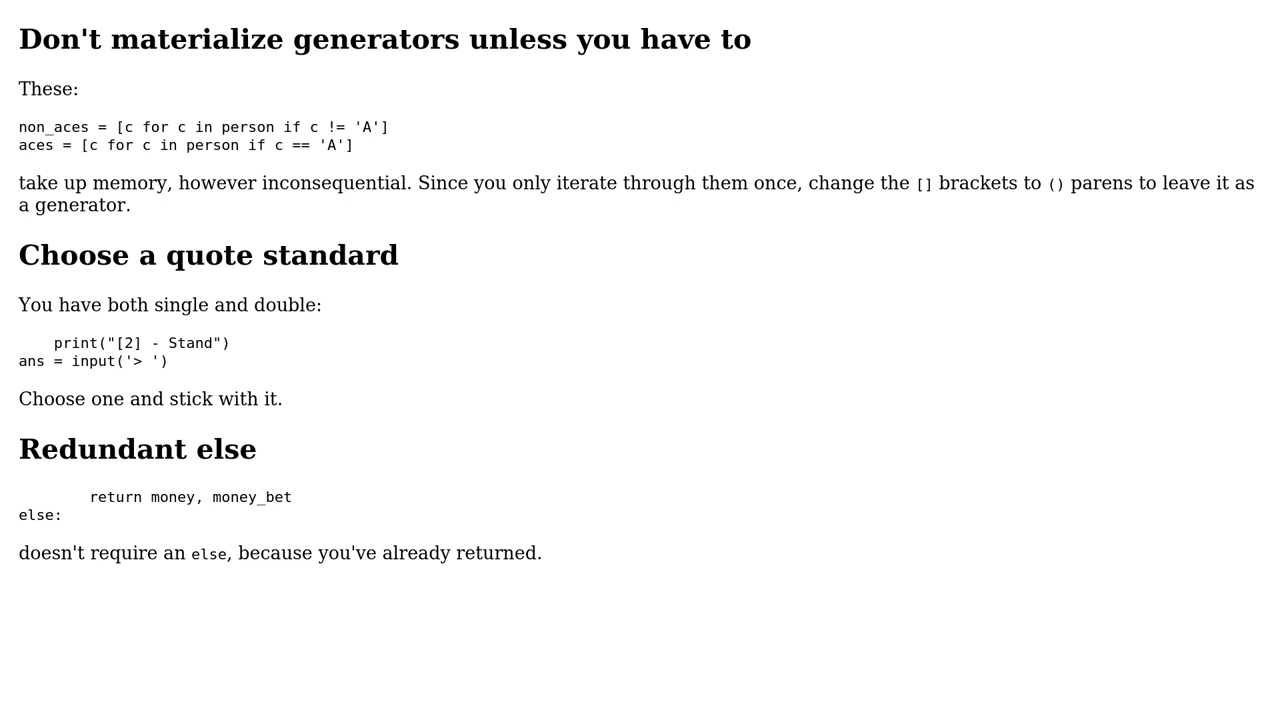 Don't materialize generators unless you have to
These:
non_aces = [c for c in person if c != 'A']
aces = [c for c in person if c == 'A']
take up memory, however inconsequential. Since you only iterate through them once, change the [] brackets to () parens to leave it as
a generator.
Choose a quote standard
You have both single and double:
    print("[2] - Stand")
ans = input('> ')
Choose one and stick with it.
Redundant else
        return money, money_bet
else:
doesn't require an else, because you've already returned.